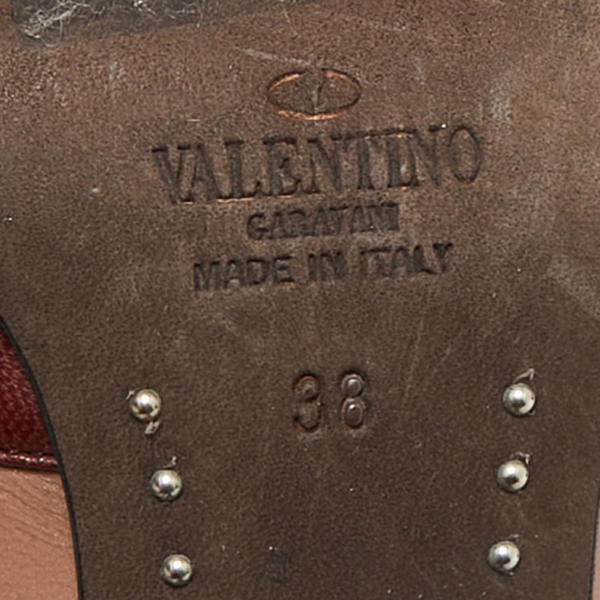 V
VALENTINO
GARAVANI
MADE IN ITALY
38